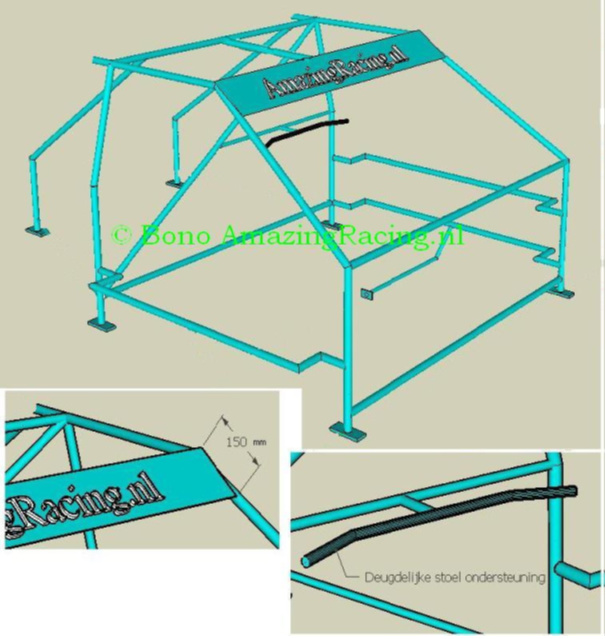 AmazingRacing.nl
© Bono AmazingRacing.nl
150 mm
gRacing.nl
Deugdelijke stoel ondersteuning